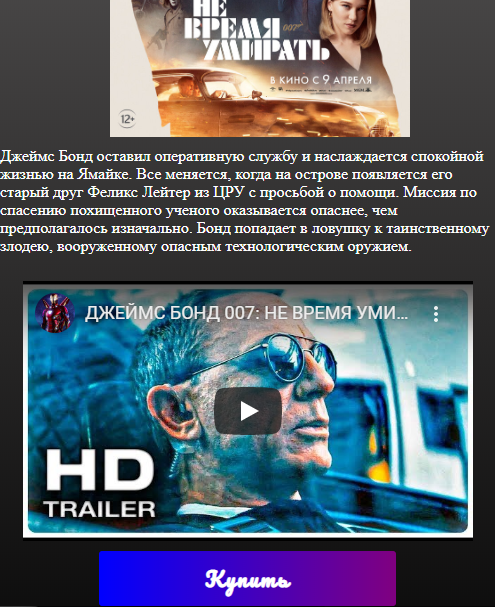 НЕ
ВРЕМЯ 007
УМИРАТЬ
В КИНО С 9 АПРЕЛЯ
12+
Джеймс Бонд оставил оперативную службу и наслаждается спокойной
жизнью на Ямайке. Все меняется, когда на острове появляется его
старый друг Феликс Лейтер из ЦРУ с просьбой о помощи. Миссия по
спасению похищенного ученого оказывается опаснее, чем
предполагалось изначально. Бонд попадает в ловушку к таинственному
злодею, вооруженному опасным технологическим оружием.
ДЖЕЙМС БОНД 007: НЕ ВРЕМЯ УМИ...
HD
TRAILER
Купить